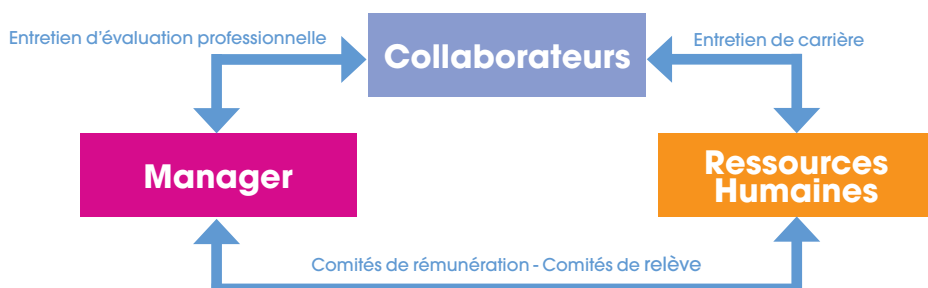 Entretien d'évaluation professionnelle
Collaborateurs
Entretien de carrière
Manager
Ressources
Humaines
Comités de rémunération - Comités de relève